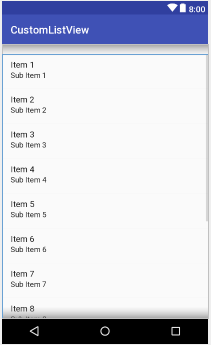 8:00
CustomListView
Item 1
Sub Item 1
Item 2
Sub Item 2
Item 3
Sub Item 3
Item 4
Sub Item 4
Item 5
Sub Item 5
Item 6
Sub Item 6
Item 7
Sub Item 7
Item 8